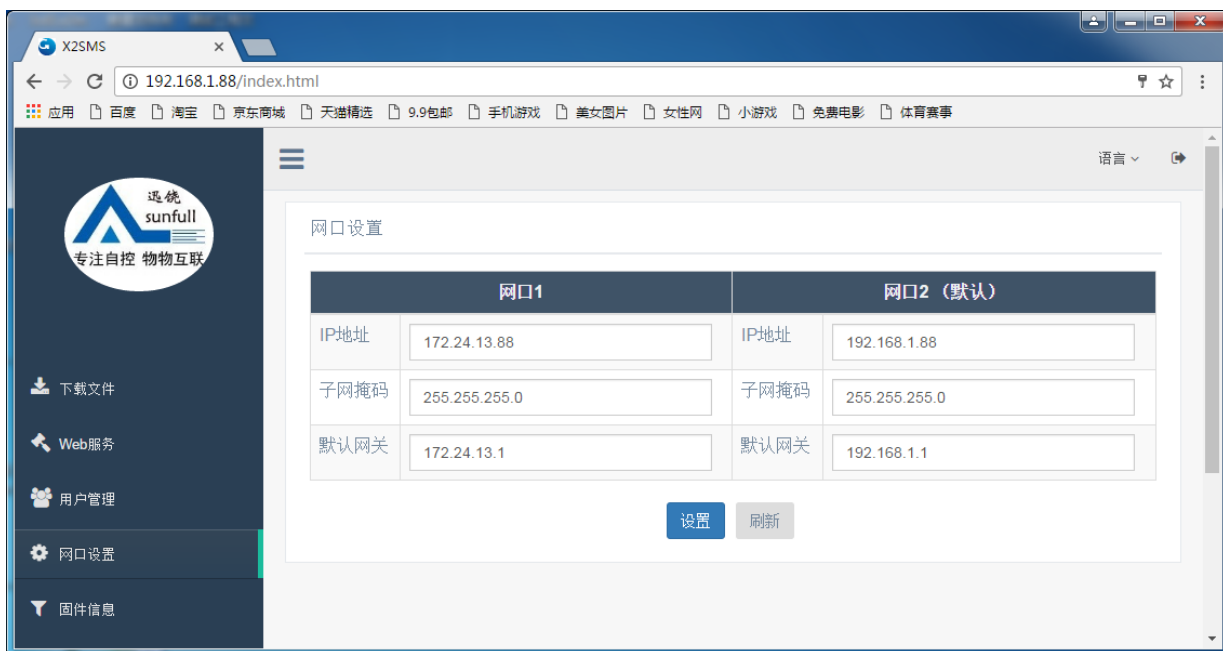 X2SMS
192.168.1.88/index.html
应用 百度 淘宝 京东商城 天猫精选 9.9包邮 手机游戏 美女图片 女性网 小游戏 免费电影 体育赛事
迅饶
sunfull
专注自控 物物互联
语言
网口设置
网口1 网口2（默认）
IP地址 172.24.13.88 IP地址 192.168.1.88
子网掩码 255.255.255.0 子网掩码 255.255.255.0
默认网关 172.24.13.1 默认网关 192.168.1.1
设置 刷新
下载文件
Web服务
用户管理
网口设置
固件信息